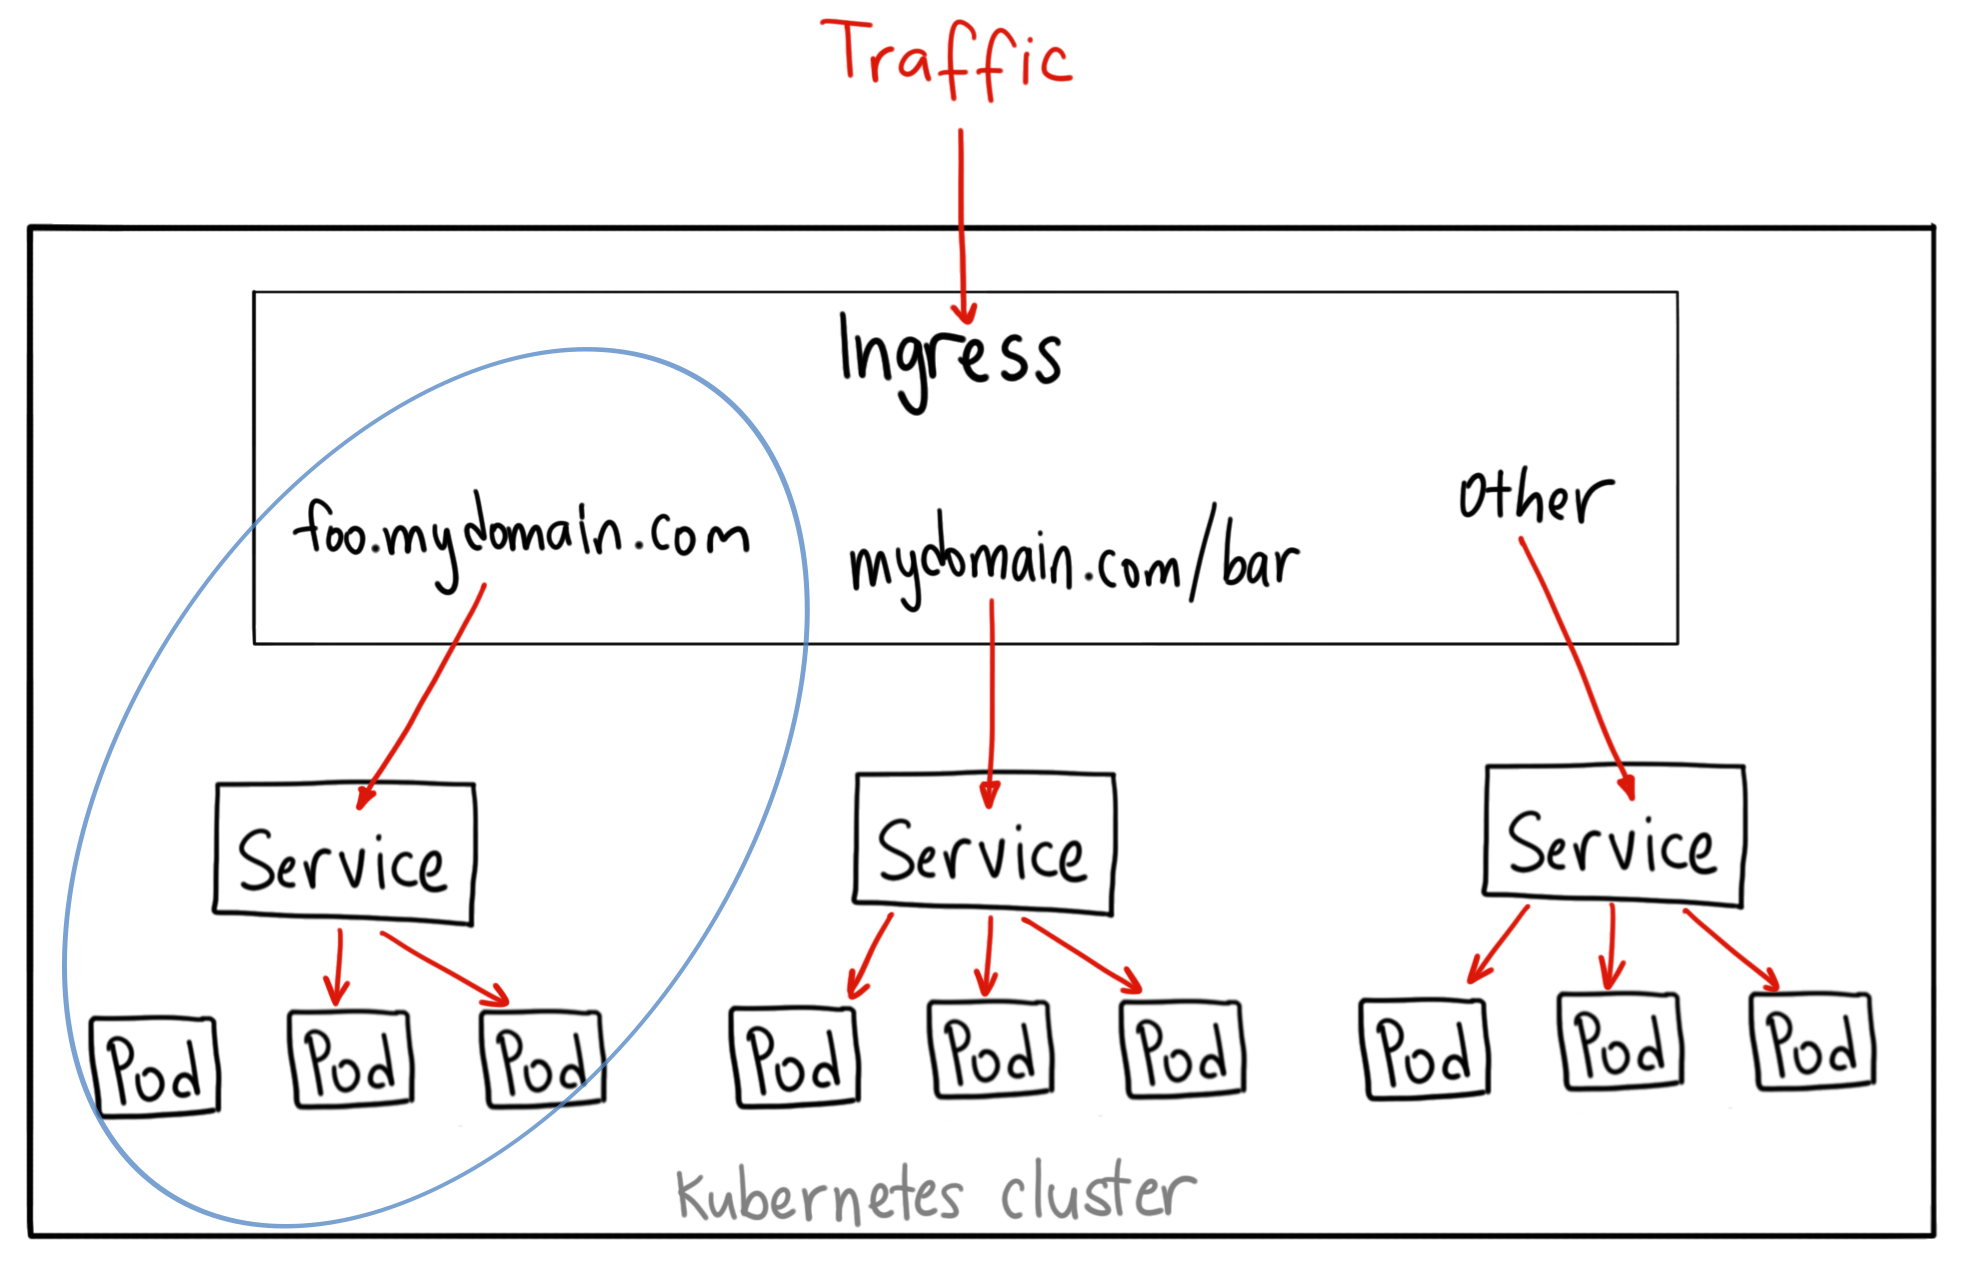 Traffic
Ingress
foo.mydomain.com
mydomain.com/bar
other
Service
Service
Service
Pod
Pod
Pod
Pod
Pod
Pod
Pod
Pod
Pod
Kubernetes cluster